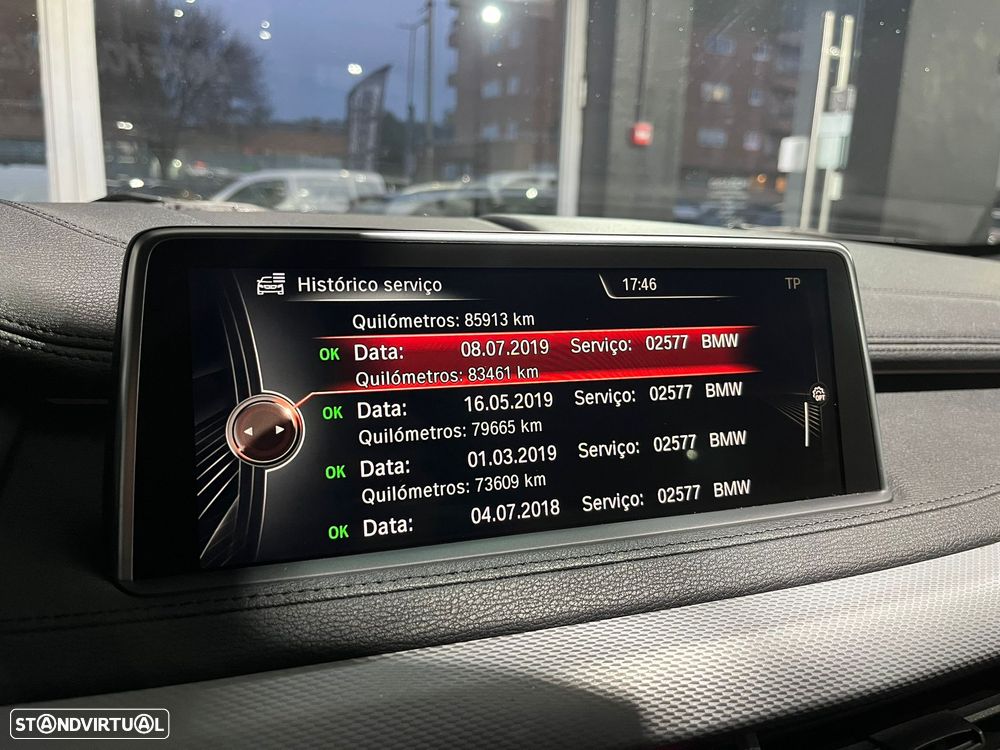 Histórico serviço 17:46 TP
Quilómetros: 85913 km
OK Data: 08.07.2019 Serviço: 02577 BMW
Quilómetros: 83461 km
OK Data: 16.05.2019 Serviço: 02577 BMW
Quilómetros: 79665 km
OK Data: 01.03.2019 Serviço: 02577 BMW
Quilómetros: 73609 km
OK Data: 04.07.2018 Serviço: 02577 BMW
OPT
STANDVIRTUAL